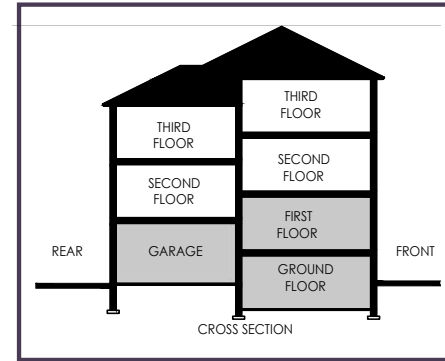 THIRD
FLOOR
THIRD
FLOOR
SECOND
FLOOR
SECOND
FLOOR
FIRST
FLOOR
REAR
GARAGE
FRONT
GROUND
FLOOR
CROSS SECTION